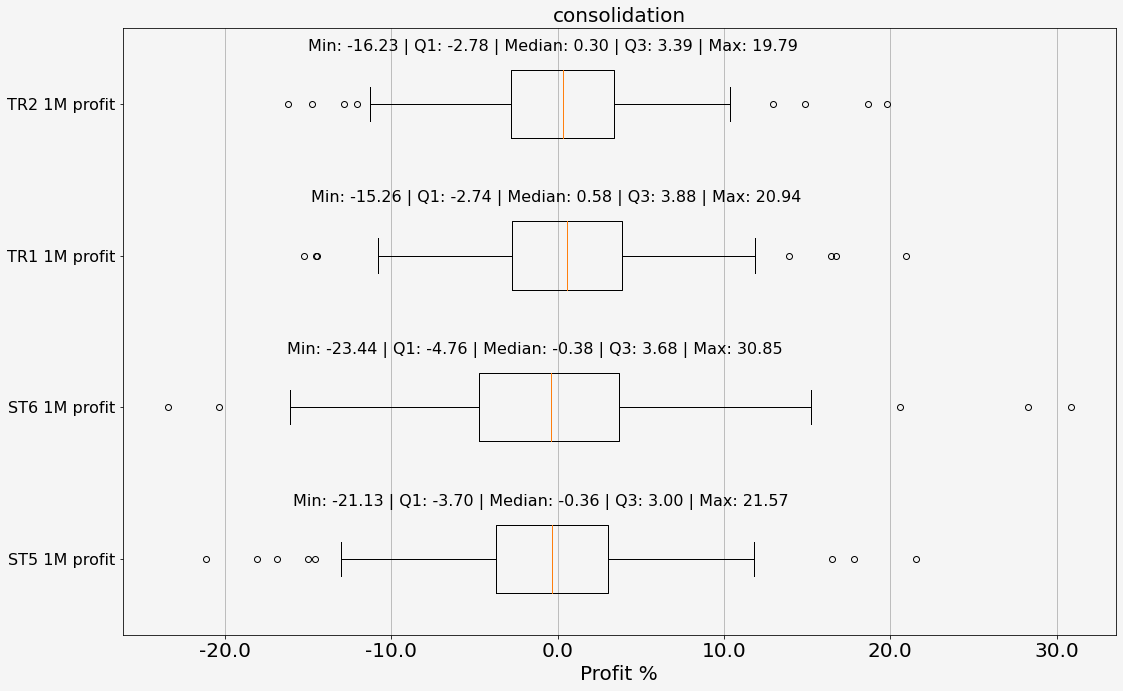 consolidation
Min: -16.23 | Q1: -2.78 | Median: 0.30 | Q3: 3.39 | Max: 19.79
TR2 1M profit
Min: -15.26 | Q1: -2.74 | Median: 0.58 | Q3: 3.88 | Max: 20.94
TR1 1M profit
Min: -23.44 | Q1: -4.76 | Median: -0.38 | Q3: 3.68 | Max: 30.85
ST6 1M profit
Min: -21.13 | Q1: -3.70 | Median: -0.36 | Q3: 3.00 | Max: 21.57
ST5 1M profit
-20.0 -10.0 0.0 10.0 20.0 30.0
Profit %